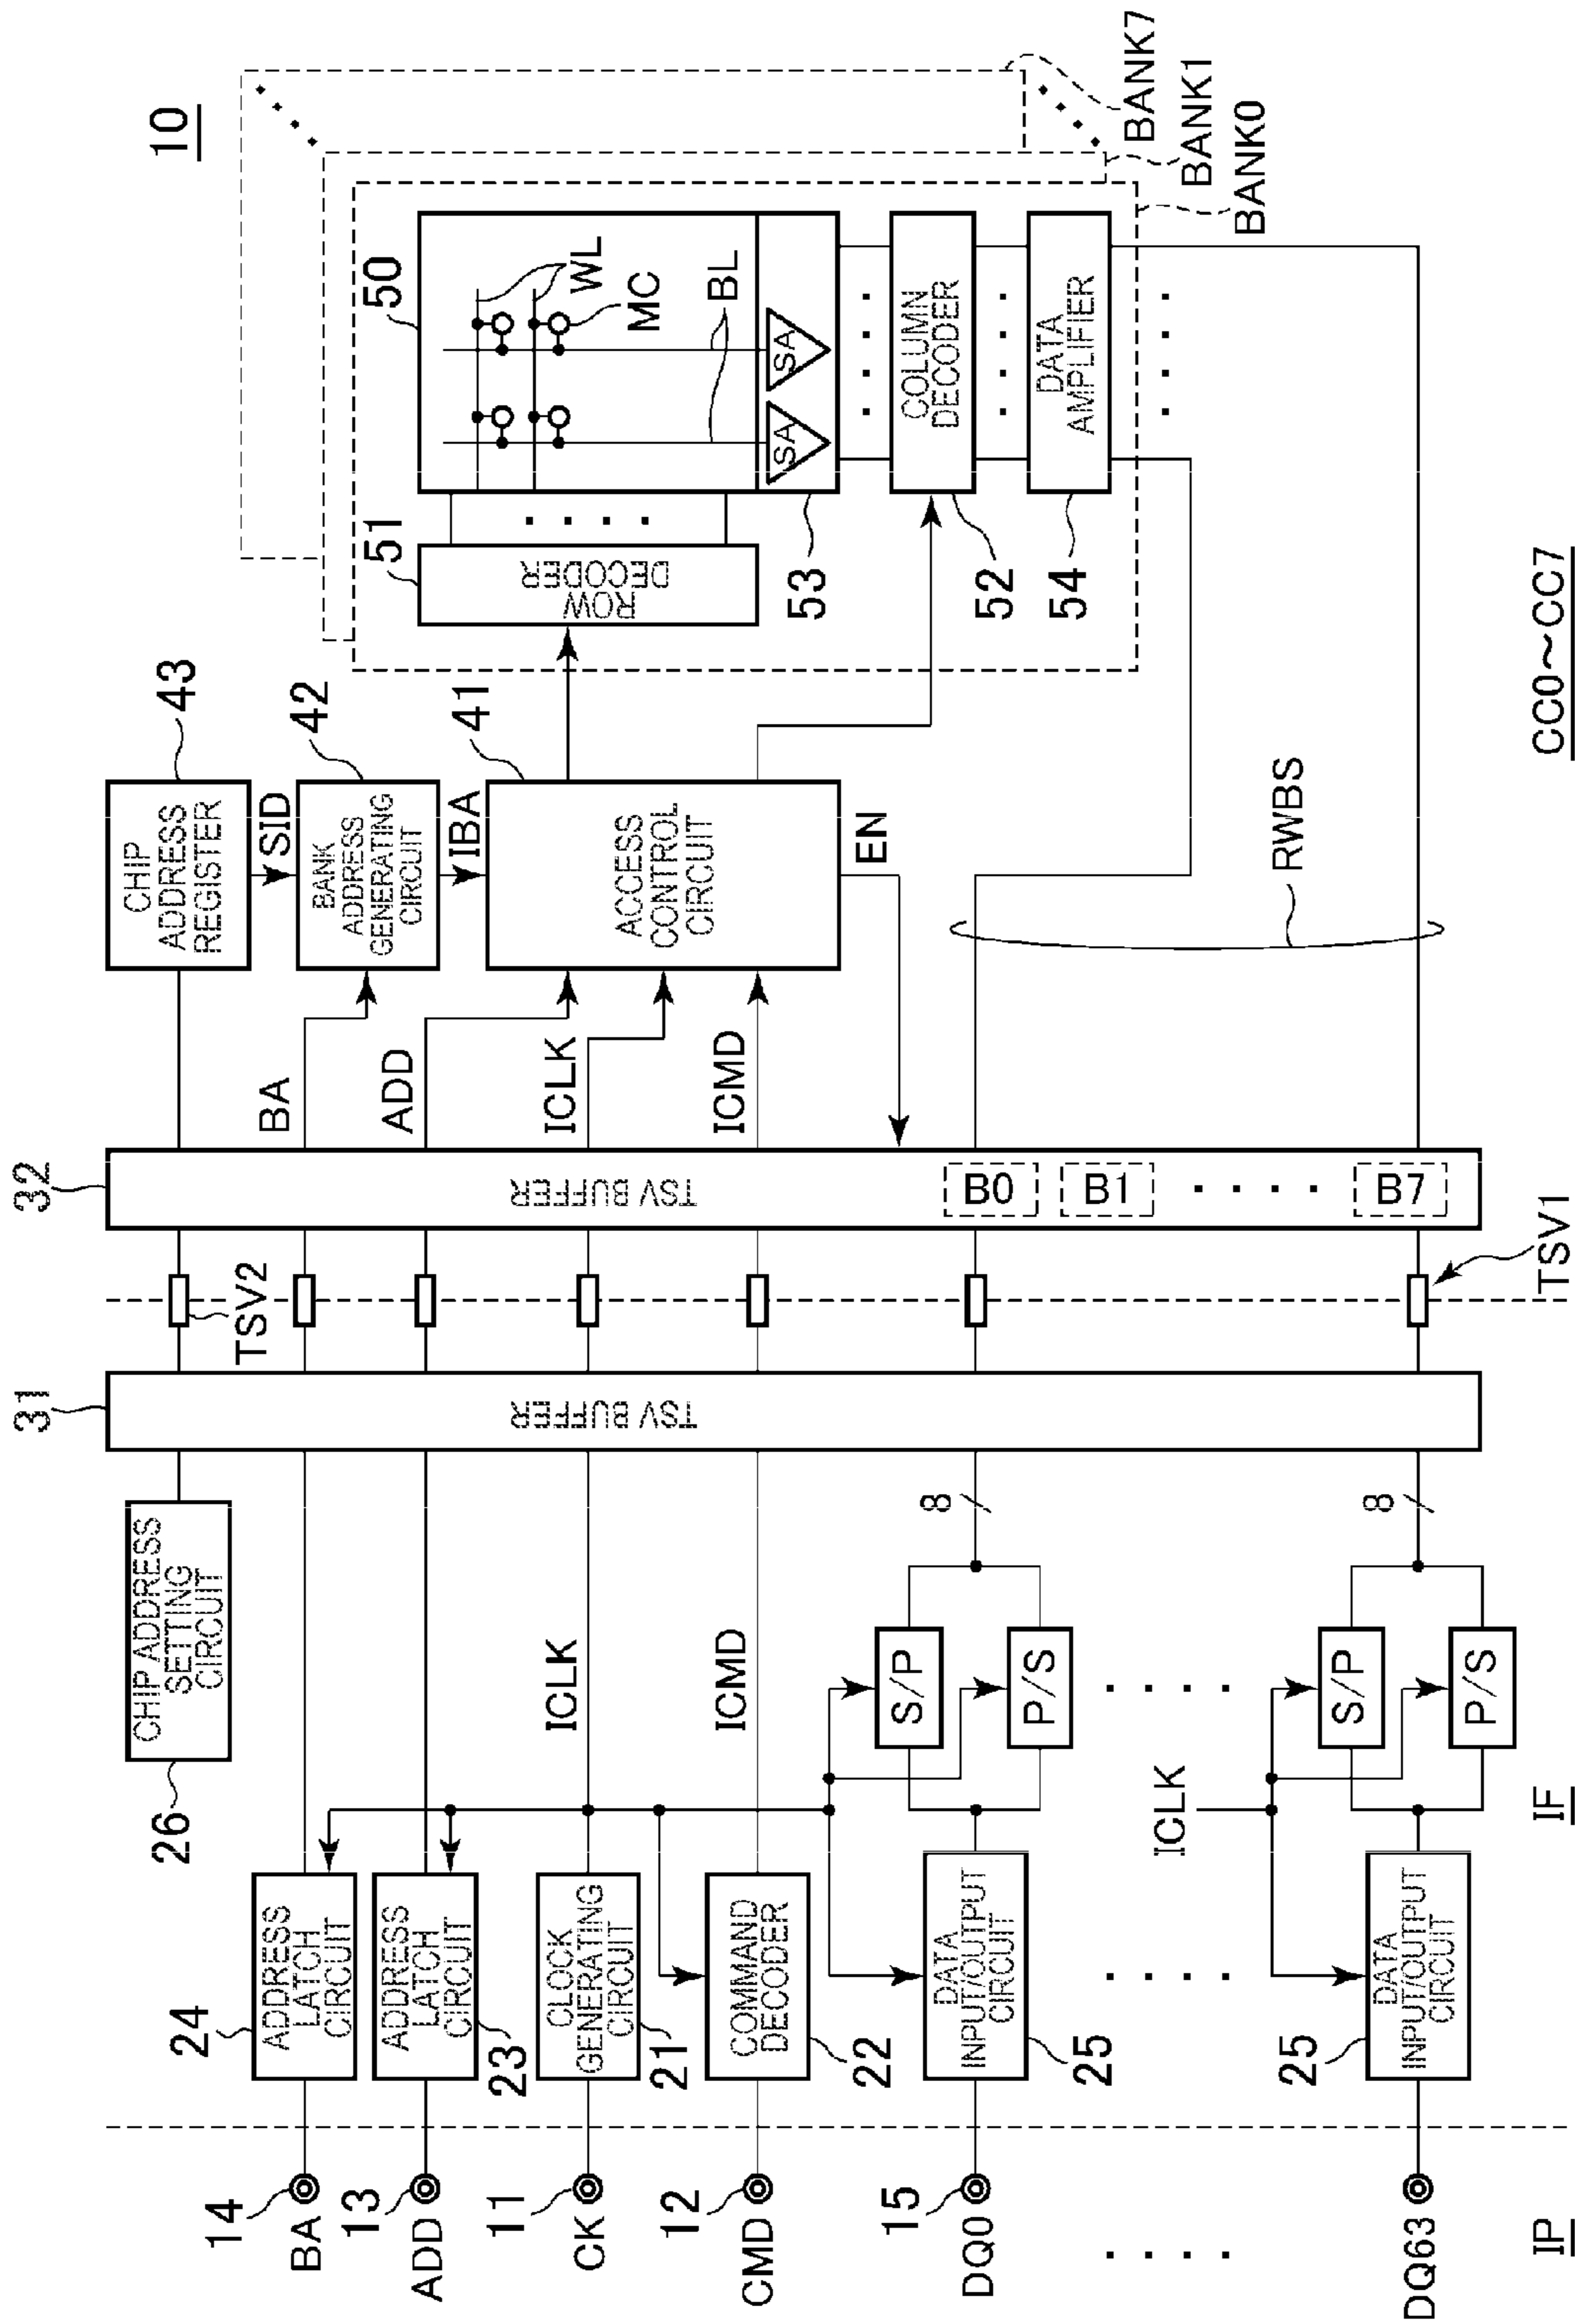 10
14
BA
13
ADD
11
CK
12
CMD
15
DQ0
DQ63
IP
24
ADDRESS
LATCH
CIRCUIT
ADDRESS
LATCH
CIRCUIT
23
CLOCK
GENERATING
CIRCUIT
21
COMMAND
DECODER
22
DATA
INPUT/OUTPUT
CIRCUIT
25
DATA
INPUT/OUTPUT
CIRCUIT
25
26
CHIP ADDRESS
SETTING
CIRCUIT
ICLK
ICMD
S/P
P/S
8
ICLK
S/P
P/S
8
IF
31
TSV BUFFER
TSV2
TSV1
32
TSV BUFFER
B0
B1
B7
BA
ADD
ICLK
ICMD
43
CHIP
ADDRESS
REGISTER
SID
42
BANK
ADDRESS
GENERATING
CIRCUIT
IBA
41
ACCESS
CONTROL
CIRCUIT
EN
RWBS
51
ROW
DECODER
50
WL
MC
BL
SA
SA
53
COLUMN
DECODER
52
DATA
AMPLIFIER
54
BANK7
BANK1
BANK0
CC0~CC7